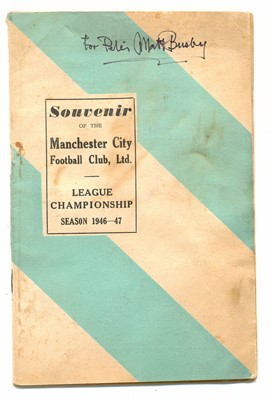 for Peter Matt Busby
Souvenir
OF THE
Manchester City
Football Club, Ltd.
LEAGUE
CHAMPIONSHIP
SEASON 1946–47